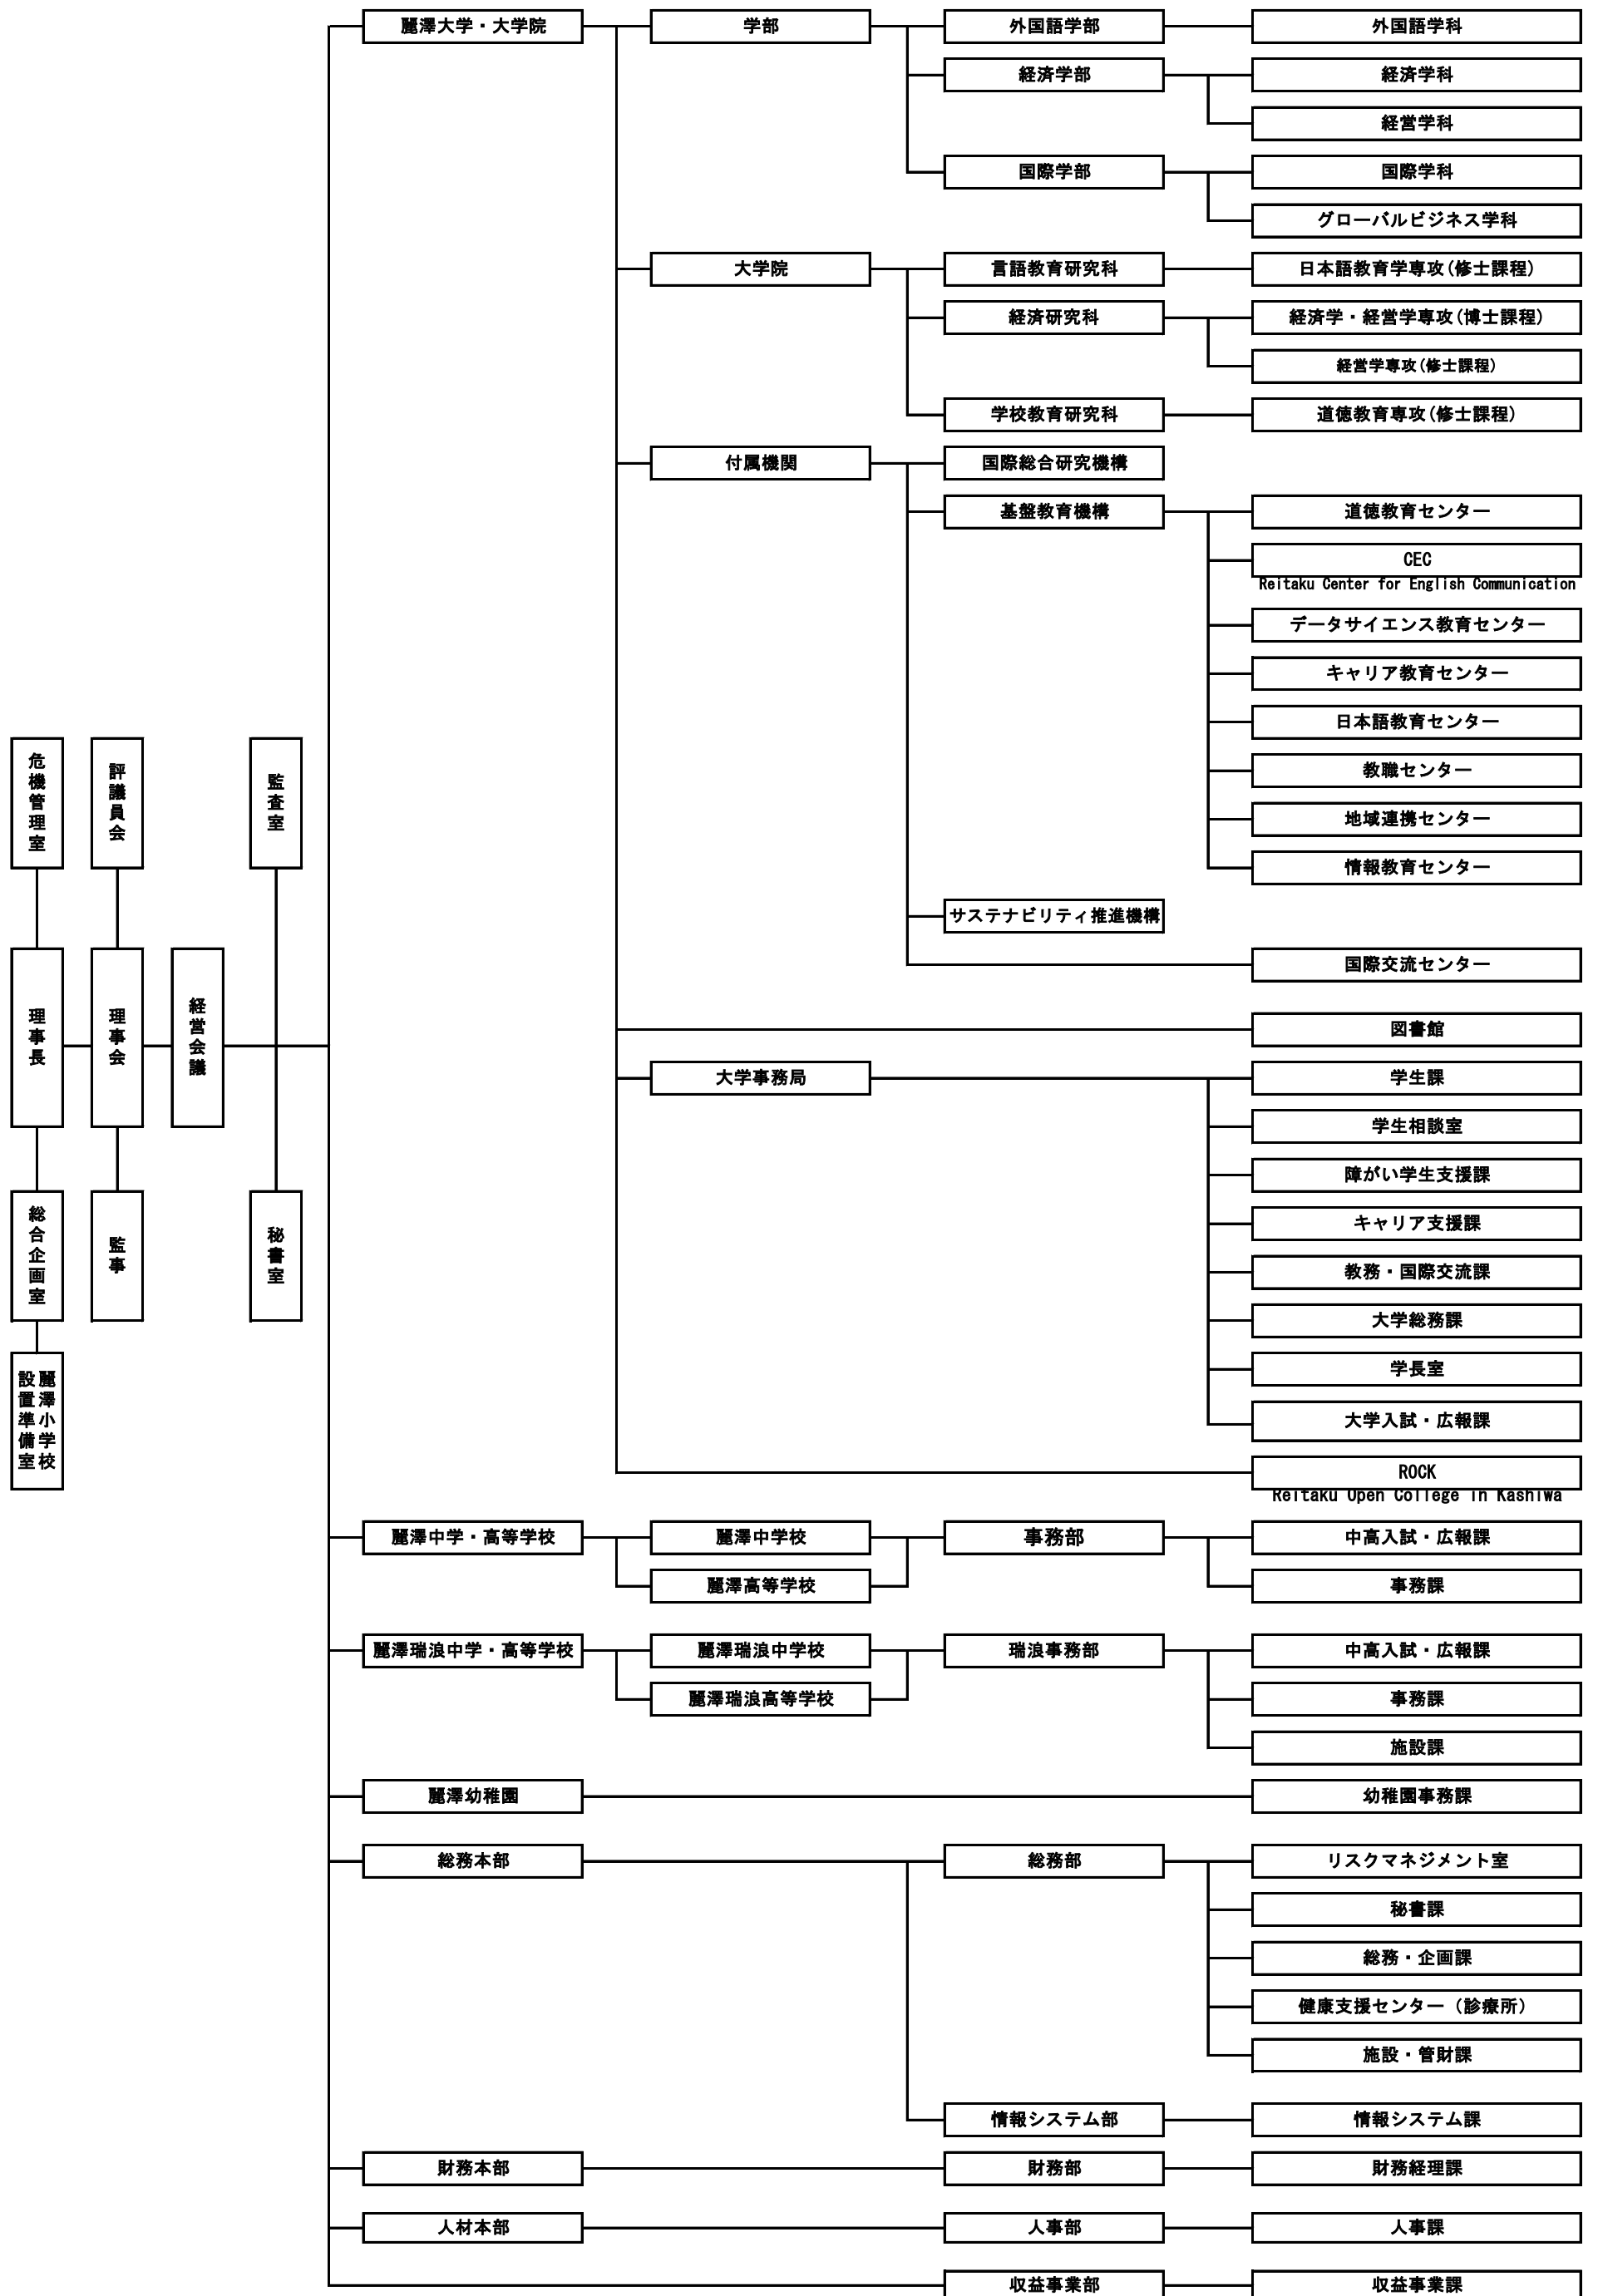 危機管理室
評議員会
監査室
理事長
理事会
経営会議
総合企画室
監事
秘書室
麗澤小学校
設置準備室
麗澤大学・大学院
学部
外国語学部
外国語学科
経済学部
経済学科
経営学科
国際学部
国際学科
グローバルビジネス学科
大学院
言語教育研究科
日本語教育学専攻(修士課程)
経済研究科
経済学・経営学専攻(博士課程)
経営学専攻(修士課程)
学校教育研究科
道徳教育専攻(修士課程)
付属機関
国際総合研究機構
基盤教育機構
道徳教育センター
CEC
Reitaku Center for English Communication
データサイエンス教育センター
キャリア教育センター
日本語教育センター
教職センター
地域連携センター
情報教育センター
サステナビリティ推進機構
国際交流センター
図書館
大学事務局
学生課
学生相談室
障がい学生支援課
キャリア支援課
教務・国際交流課
大学総務課
学長室
大学入試・広報課
ROCK
Reitaku Open College in Kashiwa
麗澤中学・高等学校
麗澤中学校
事務部
中高入試・広報課
麗澤高等学校
事務課
麗澤瑞浪中学・高等学校
麗澤瑞浪中学校
瑞浪事務部
中高入試・広報課
麗澤瑞浪高等学校
事務課
施設課
麗澤幼稚園
幼稚園事務課
総務本部
総務部
リスクマネジメント室
秘書課
総務・企画課
健康支援センター（診療所）
施設・管財課
情報システム部
情報システム課
財務本部
財務部
財務経理課
人材本部
人事部
人事課
収益事業部
収益事業課